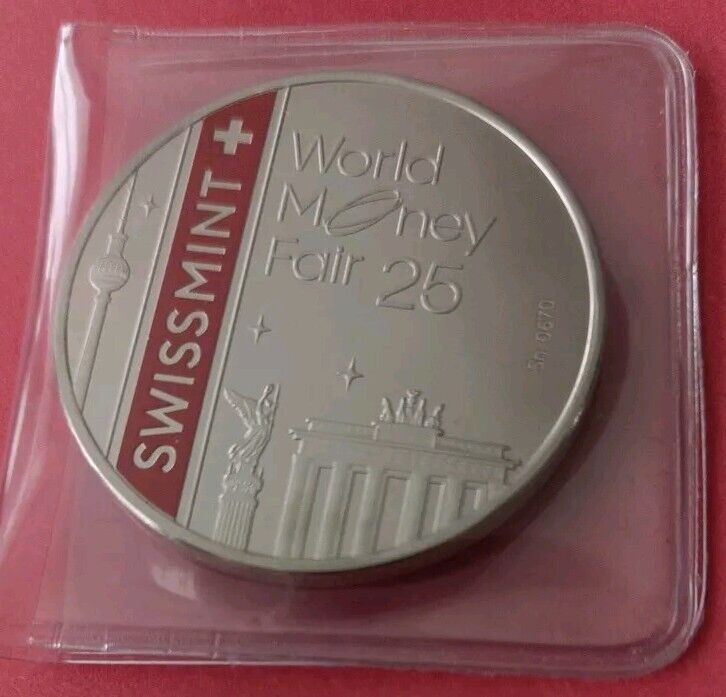 SWISSMINT
World
Money
Fair 25
Sn 0670